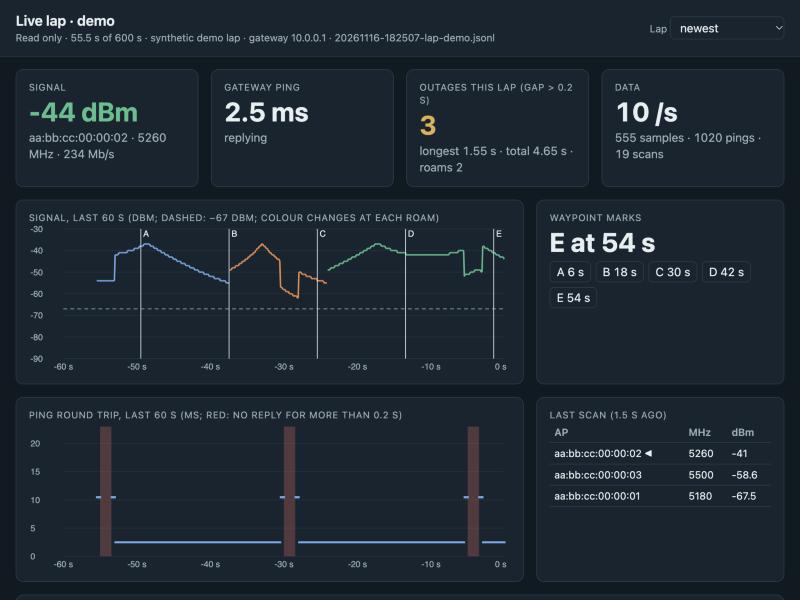 Live lap · demo
Read only · 55.5 s of 600 s · synthetic demo lap · gateway 10.0.0.1 · 20261116-182507-lap-demo.jsonl
Lap newest
SIGNAL
-44 dBm
aa:bb:cc:00:00:02 · 5260
MHz · 234 Mb/s
GATEWAY PING
2.5 ms
replying
OUTAGES THIS LAP (GAP > 0.2
S)
3
longest 1.55 s · total 4.65 s ·
roams 2
DATA
10 /s
555 samples · 1020 pings ·
19 scans
SIGNAL, LAST 60 S (DBM; DASHED: −67 DBM; COLOUR CHANGES AT EACH ROAM)
-30
A B C D E
-40
-50
-60
-70
-80
-90
-60 s -50 s -40 s -30 s -20 s -10 s 0 s
WAYPOINT MARKS
E at 54 s
A 6 s B 18 s C 30 s D 42 s
E 54 s
PING ROUND TRIP, LAST 60 S (MS; RED: NO REPLY FOR MORE THAN 0.2 S)
20
15
10
5
0
-60 s -50 s -40 s -30 s -20 s -10 s 0 s
LAST SCAN (1.5 S AGO)
AP MHz dBm
aa:bb:cc:00:00:02 ◄ 5260 -41
aa:bb:cc:00:00:03 5500 -58.6
aa:bb:cc:00:00:01 5180 -67.5